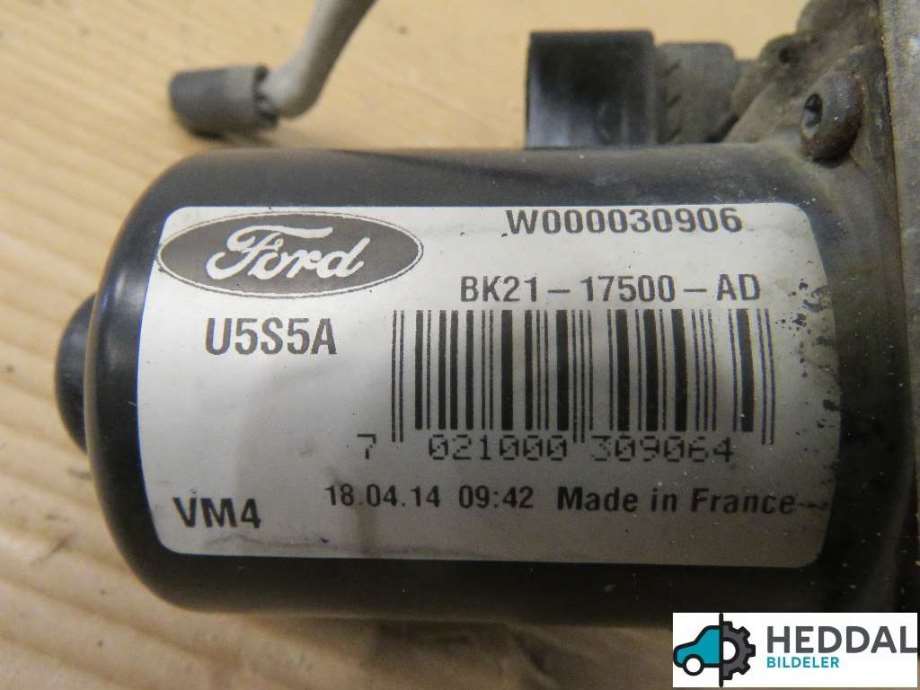 Ford
W000030906
BK21-17500-AD
U5S5A
7 021000 309064
VM4
18.04.14 09:42 Made in France
HEDDAL
BILDELER